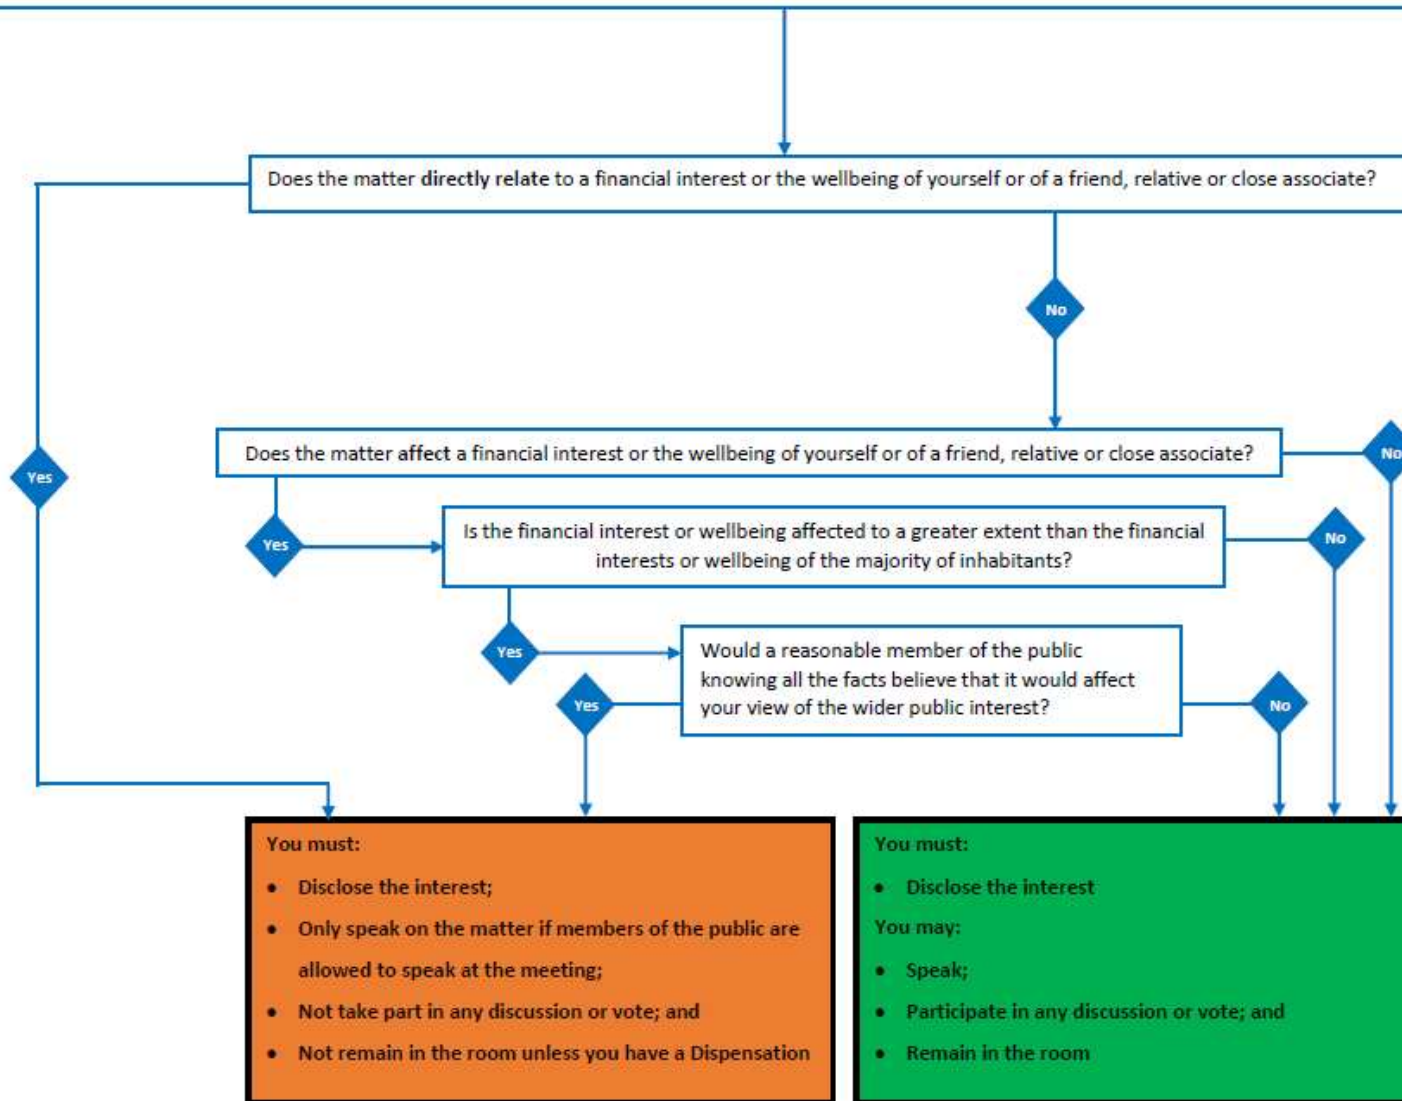 Does the matter directly relate to a financial interest or the wellbeing of yourself or of a friend, relative or close associate?
No
Does the matter affect a financial interest or the wellbeing of yourself or of a friend, relative or close associate?
No
Yes
Yes
Is the financial interest or wellbeing affected to a greater extent than the financial
interests or wellbeing of the majority of inhabitants?
No
Yes
Would a reasonable member of the public
knowing all the facts believe that it would affect
your view of the wider public interest?
Yes
No
You must:
• Disclose the interest;
• Only speak on the matter if members of the public are
allowed to speak at the meeting;
• Not take part in any discussion or vote; and
• Not remain in the room unless you have a Dispensation
You must:
• Disclose the interest
You may:
• Speak;
• Participate in any discussion or vote; and
• Remain in the room